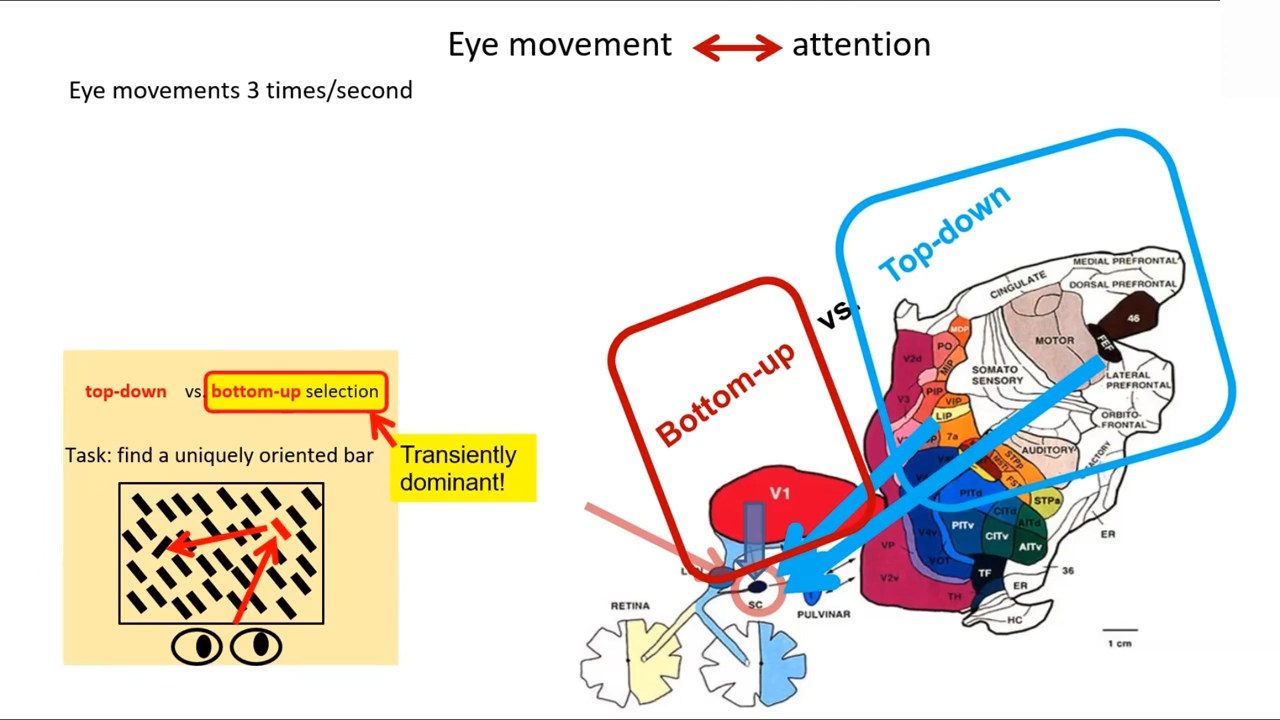 Eye movement attention
Eye movements 3 times/second
Top-down
vs.
Bottom-up
top-down vs. bottom-up selection
Transiently
dominant!
Task: find a uniquely oriented bar
MEDIAL PREFRONTAL
CINGULATE
DORSAL PREFRONTAL
46
MDP
FEF
MOTOR
PO
V2d
MIP
SOMATO
SENSORY
LATERAL
PREFRONTAL
PIP
V3
VIP
LIP
ORBITO-
FRONTAL
7a
AUDITORY
STPp
FST
V1
PITd
STPa
CITd
AITd
PITv
V4v
CITv
AITv
ER
VP
VOT
TF
36
V2v
ER
TH
HC
SC
RETINA
PULVINAR
1 cm